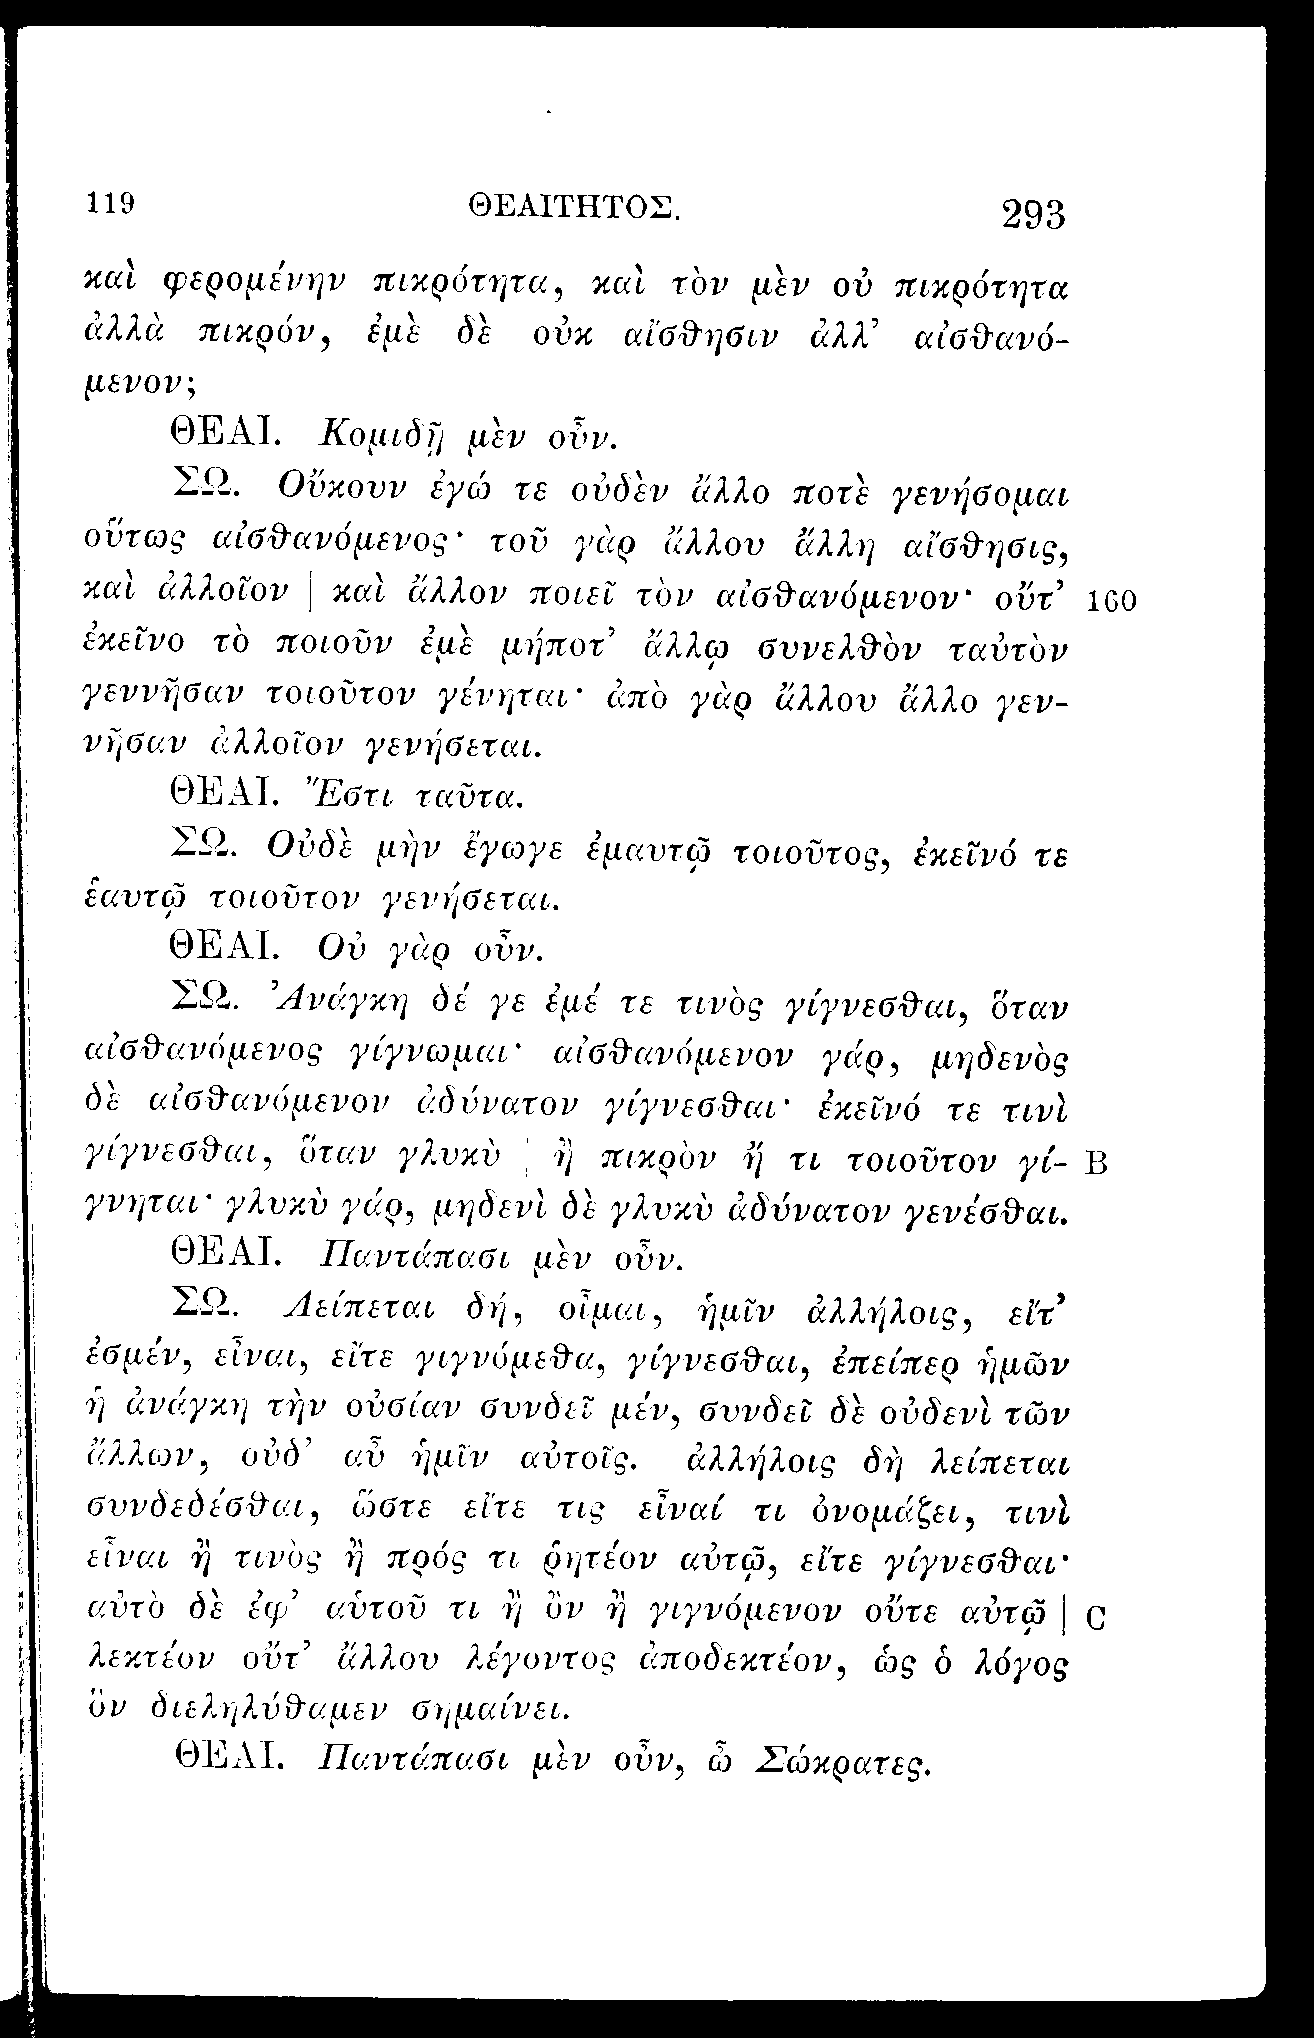 119 ΘΕΑΙΤΗΤΟΣ. 293
καὶ φερομένην πικρότητα, καὶ τὸν μὲν οὐ πικρότητα
ἀλλὰ πικρόν, ἐμὲ δὲ οὐκ αἴσθησιν ἀλλ’ αἰσθανό-
μενον;
ΘΕΑΙ. Κομιδῇ μὲν οὖν.
ΣΩ. Οὔκουν ἐγώ τε οὐδὲν ἄλλο ποτὲ γενήσομαι
οὕτως αἰσθανόμενος· τοῦ γὰρ ἄλλου ἄλλη αἴσθησις,
καὶ ἀλλοῖον | καὶ ἄλλον ποιεῖ τὸν αἰσθανόμενον· οὔτ’ 160
ἐκεῖνο τὸ ποιοῦν ἐμὲ μήποτ’ ἄλλῳ συνελθὸν ταὐτὸν
γεννῆσαν τοιοῦτον γένηται· ἀπὸ γὰρ ἄλλου ἄλλο γεν-
νῆσαν ἀλλοῖον γενήσεται.
ΘΕΑΙ. Ἔστι ταῦτα.
ΣΩ. Οὐδὲ μὴν ἔγωγε ἐμαυτῷ τοιοῦτος, ἐκεῖνό τε
ἑαυτῷ τοιοῦτον γενήσεται.
ΘΕΑΙ. Οὐ γὰρ οὖν.
ΣΩ. Ἀνάγκη δέ γε ἐμέ τε τινὸς γίγνεσθαι, ὅταν
αἰσθανόμενος γίγνωμαι· αἰσθανόμενον γάρ, μηδενὸς
δὲ αἰσθανόμενον ἀδύνατον γίγνεσθαι· ἐκεῖνό τε τινὶ
γίγνεσθαι, ὅταν γλυκὺ | ἢ πικρὸν ἤ τι τοιοῦτον γί- B
γνηται· γλυκὺ γάρ, μηδενὶ δὲ γλυκὺ ἀδύνατον γενέσθαι.
ΘΕΑΙ. Παντάπασι μὲν οὖν.
ΣΩ. Λείπεται δή, οἶμαι, ἡμῖν ἀλλήλοις, εἴτ’
ἐσμέν, εἶναι, εἴτε γιγνόμεθα, γίγνεσθαι, ἐπείπερ ἡμῶν
ἡ ἀνάγκη τὴν οὐσίαν συνδεῖ μέν, συνδεῖ δὲ οὐδενὶ τῶν
ἄλλων, οὐδ’ αὖ ἡμῖν αὐτοῖς. ἀλλήλοις δὴ λείπεται
συνδεδέσθαι, ὥστε εἴτε τις εἶναί τι ὀνομάζει, τινὶ
εἶναι ἢ τινὸς ἢ πρός τι ῥητέον αὐτῷ, εἴτε γίγνεσθαι·
αὐτὸ δὲ ἐφ’ αὑτοῦ τι ἢ ὂν ἢ γιγνόμενον οὔτε αὐτῷ | C
λεκτέον οὔτ’ ἄλλου λέγοντος ἀποδεκτέον, ὡς ὁ λόγος
ὃν διεληλύθαμεν σημαίνει.
ΘΕΑΙ. Παντάπασι μὲν οὖν, ὦ Σώκρατες.